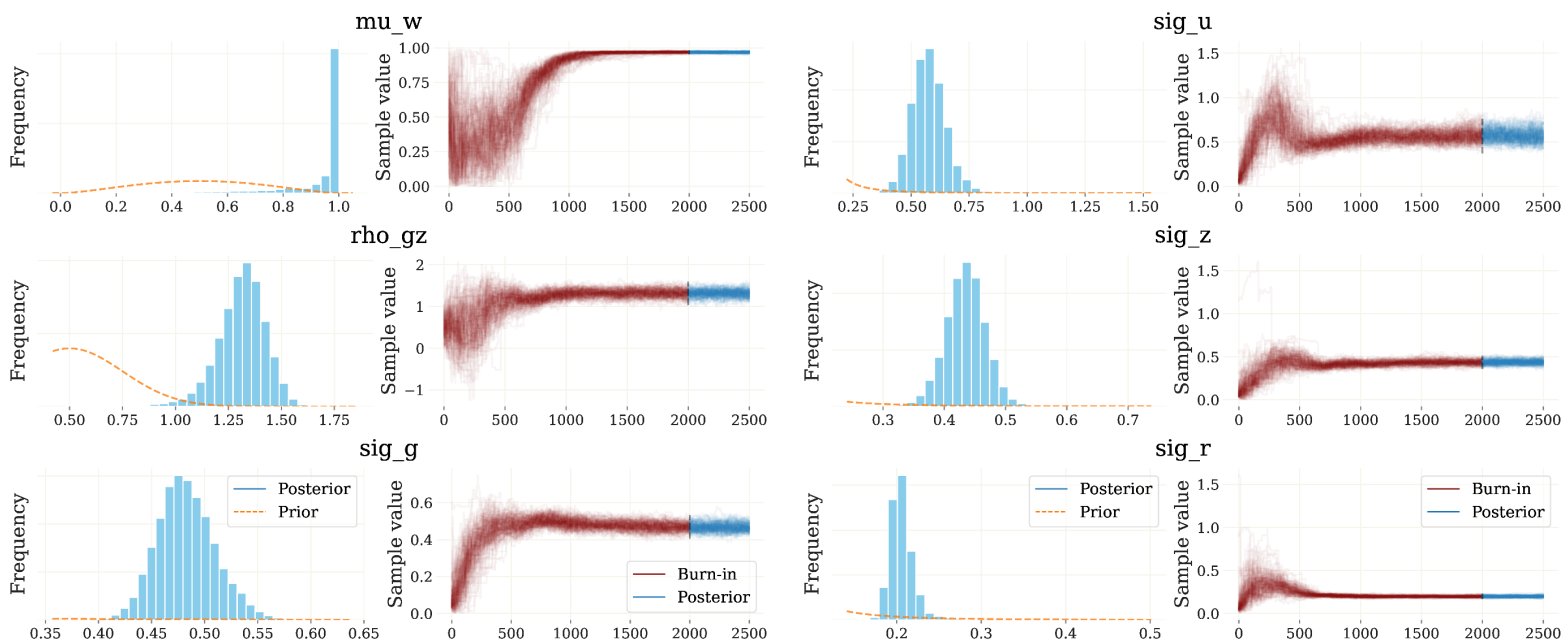 mu_w
Frequency
0.0 0.2 0.4 0.6 0.8 1.0
Sample value
1.00
0.75
0.50
0.25
0.00
0 500 1000 1500 2000 2500
sig_u
Frequency
0.25 0.50 0.75 1.00 1.25 1.50
Sample value
1.5
1.0
0.5
0.0
0 500 1000 1500 2000 2500
rho_gz
Frequency
0.50 0.75 1.00 1.25 1.50 1.75
Sample value
2
1
0
−1
0 500 1000 1500 2000 2500
sig_z
Frequency
0.3 0.4 0.5 0.6 0.7
Sample value
1.5
1.0
0.5
0.0
0 500 1000 1500 2000 2500
sig_g
Frequency
Posterior
Prior
0.35 0.40 0.45 0.50 0.55 0.60 0.65
Sample value
0.6
0.4
0.2
0.0
Burn-in
Posterior
0 500 1000 1500 2000 2500
sig_r
Frequency
Posterior
Prior
0.2 0.3 0.4 0.5
Sample value
1.5
1.0
0.5
0.0
Burn-in
Posterior
0 500 1000 1500 2000 2500